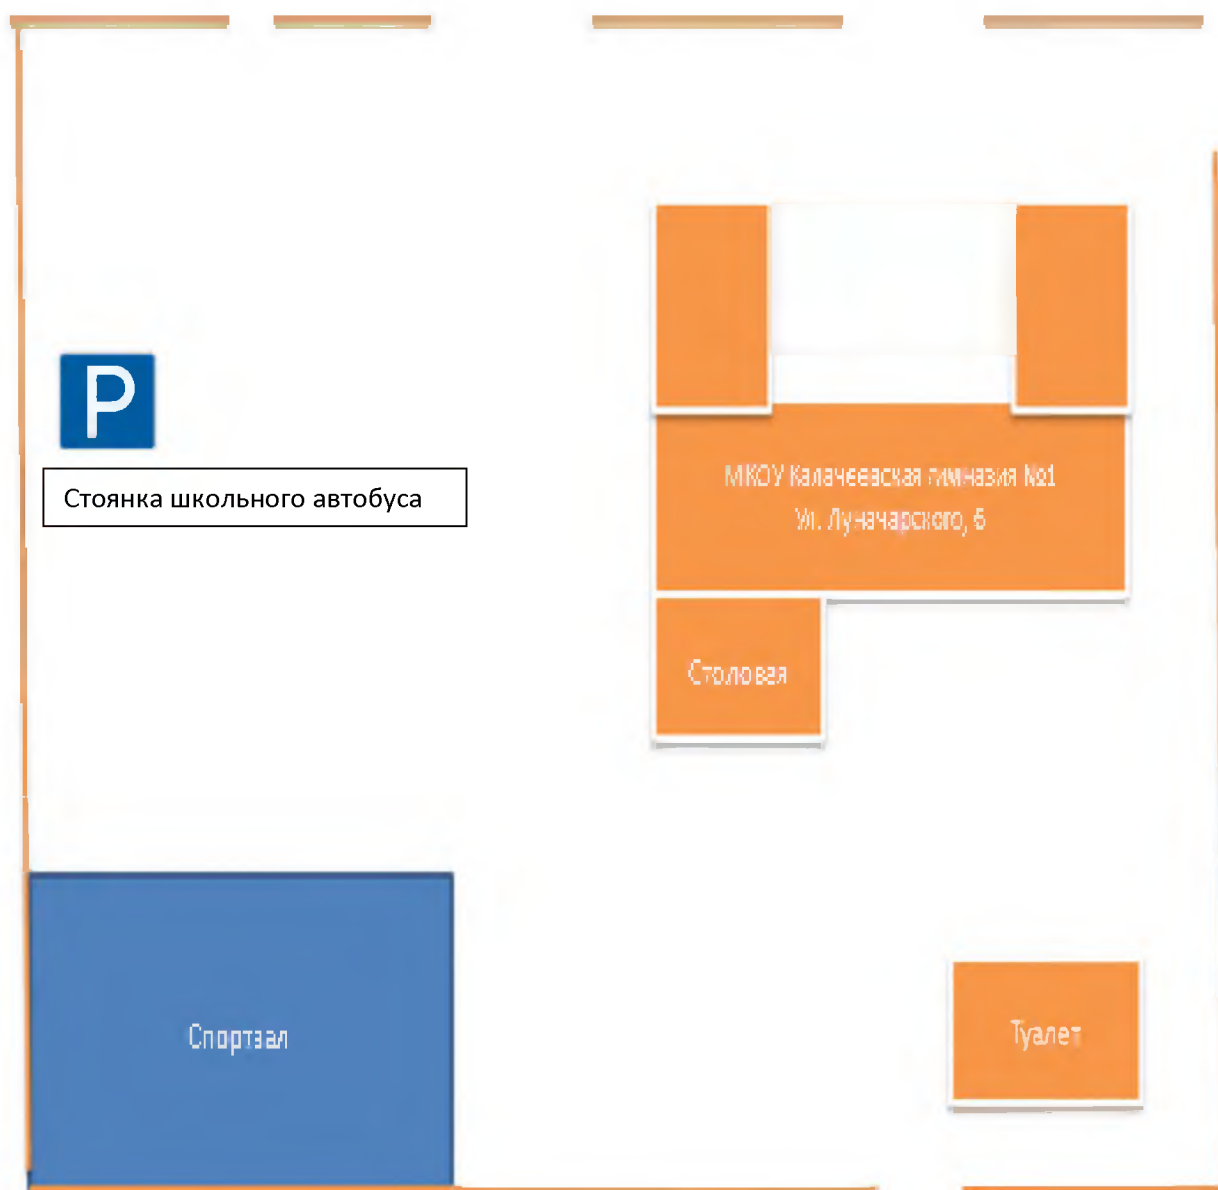 P
Стоянка школьного автобуса
МКОУ Калачеевская гимназия №1
Ул. Луначарского, 6
Столовая
Спортзал
Туалет